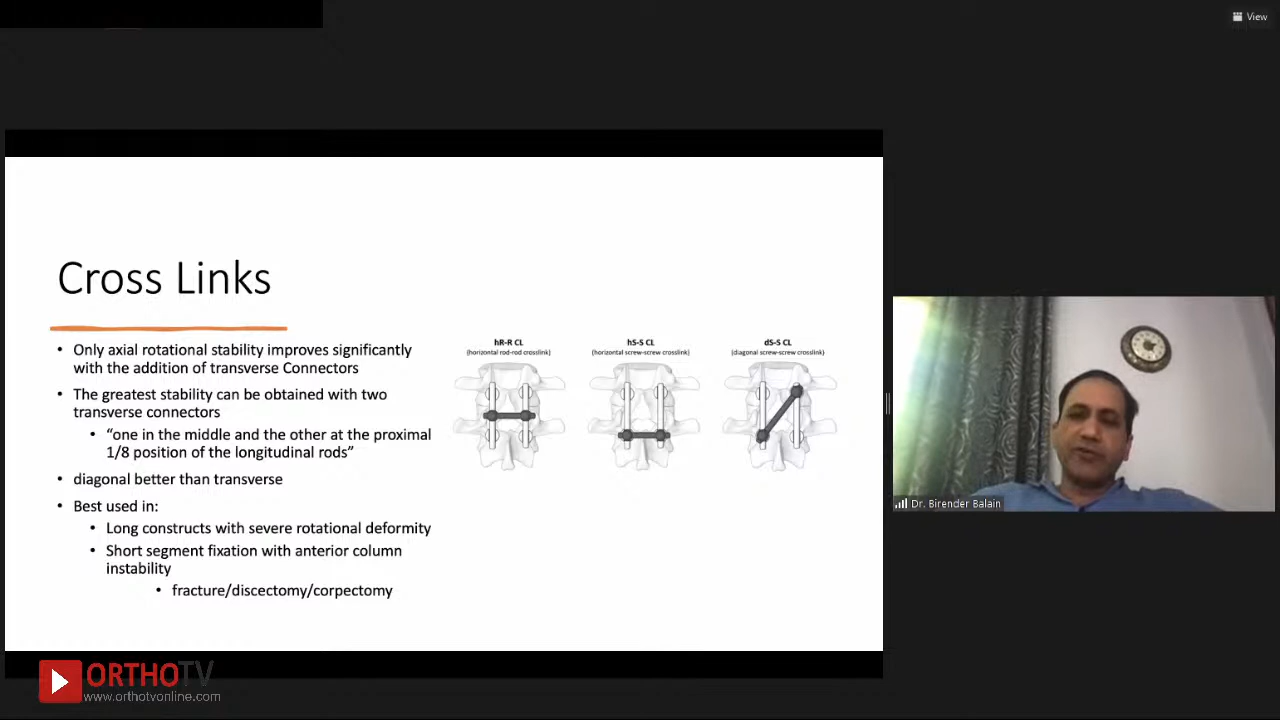 View
Cross Links
• Only axial rotational stability improves significantly
with the addition of transverse Connectors
• The greatest stability can be obtained with two
transverse connectors
• “one in the middle and the other at the proximal
1/8 position of the longitudinal rods”
• diagonal better than transverse
• Best used in:
• Long constructs with severe rotational deformity
• Short segment fixation with anterior column
instability
• fracture/discectomy/corpectomy
hR-R CL
(horizontal rod-rod crosslink)
hS-S CL
(horizontal screw-screw crosslink)
dS-S CL
(diagonal screw-screw crosslink)
Dr. Birender Balain
ORTHOTV
www.orthotvonline.com